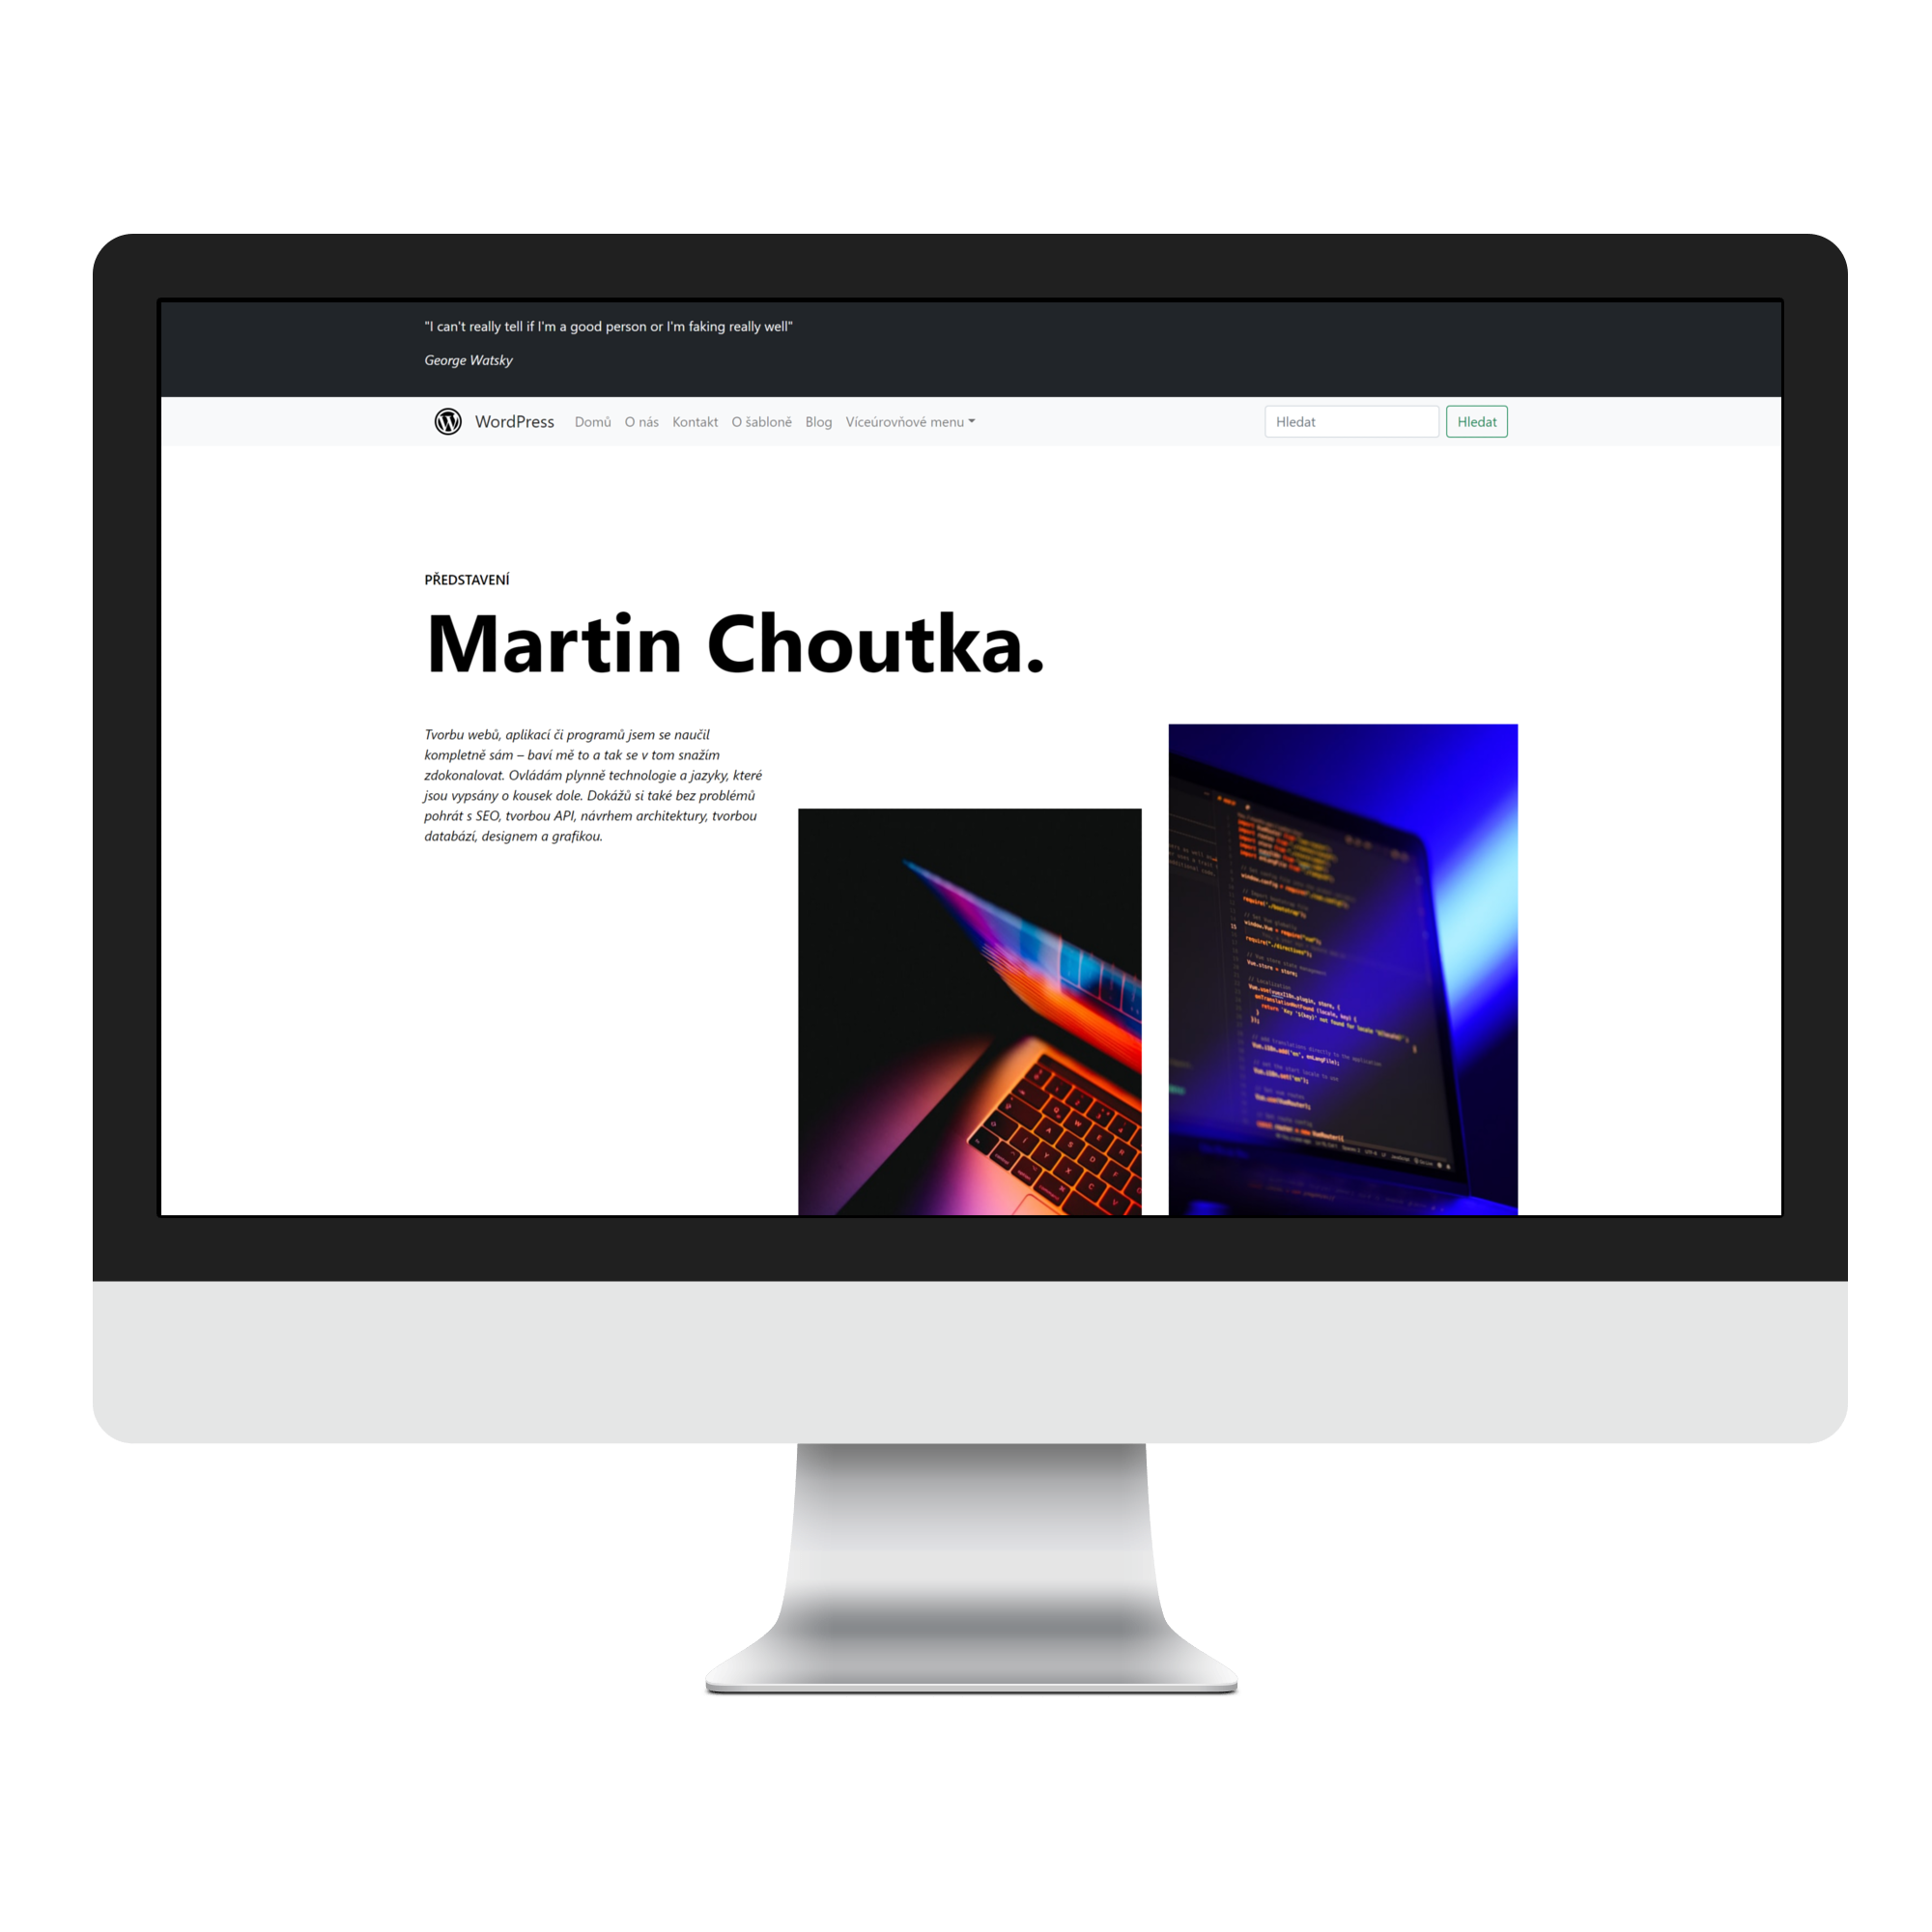 "I can't really tell if I'm a good person or I'm faking really well"
George Watsky
WordPress Domů O nás Kontakt O šabloně Blog Víceúrovňové menu Hledat Hledat
PŘEDSTAVENÍ
Martin Choutka.
Tvorbu webů, aplikací či programů jsem se naučil
kompletně sám – baví mě to a tak se v tom snažím
zdokonalovat. Ovládám plynně technologie a jazyky, které
jsou vypsány o kousek dole. Dokážů si také bez problémů
pohrát s SEO, tvorbou API, návrhem architektury, tvorbou
databází, designem a grafikou.